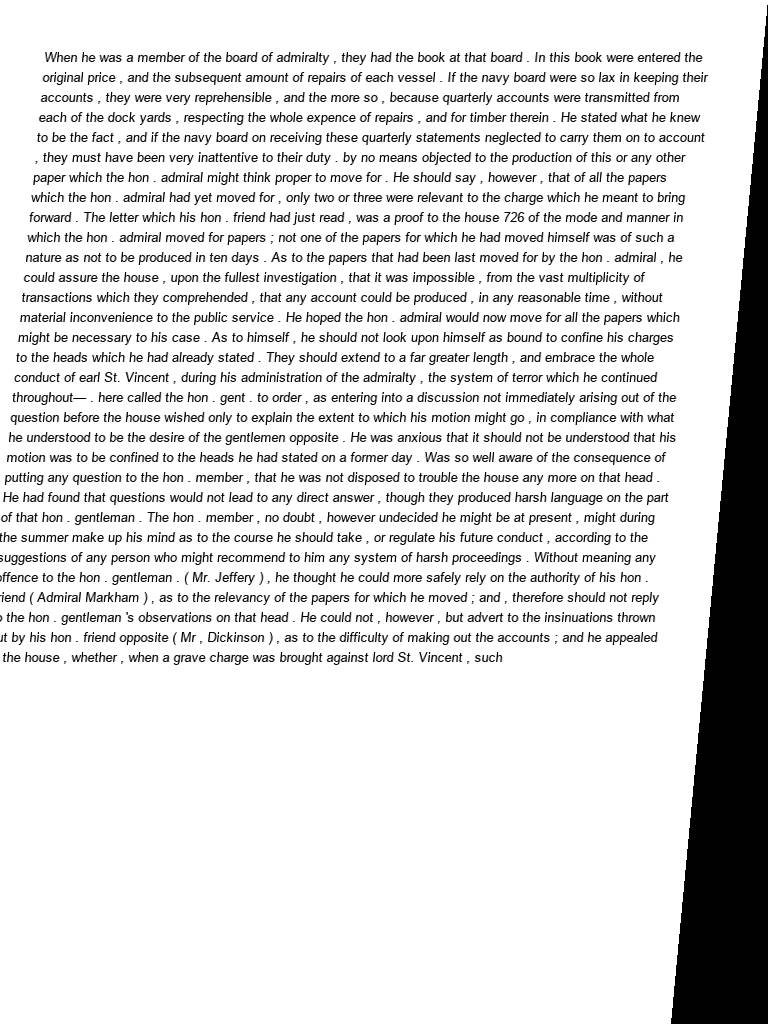 When he was a member of the board of admiralty , they had the book at that board . In this book were entered the
original price , and the subsequent amount of repairs of each vessel . If the navy board were so lax in keeping their
accounts , they were very reprehensible , and the more so , because quarterly accounts were transmitted from
each of the dock yards , respecting the whole expence of repairs , and for timber therein . He stated what he knew
to be the fact , and if the navy board on receiving these quarterly statements neglected to carry them on to account
, they must have been very inattentive to their duty . by no means objected to the production of this or any other
paper which the hon . admiral might think proper to move for . He should say , however , that of all the papers
which the hon . admiral had yet moved for , only two or three were relevant to the charge which he meant to bring
forward . The letter which his hon . friend had just read , was a proof to the house 726 of the mode and manner in
which the hon . admiral moved for papers ; not one of the papers for which he had moved himself was of such a
nature as not to be produced in ten days . As to the papers that had been last moved for by the hon . admiral , he
could assure the house , upon the fullest investigation , that it was impossible , from the vast multiplicity of
transactions which they comprehended , that any account could be produced , in any reasonable time , without
material inconvenience to the public service . He hoped the hon . admiral would now move for all the papers which
might be necessary to his case . As to himself , he should not look upon himself as bound to confine his charges
to the heads which he had already stated . They should extend to a far greater length , and embrace the whole
conduct of earl St. Vincent , during his administration of the admiralty , the system of terror which he continued
throughout— . here called the hon . gent . to order , as entering into a discussion not immediately arising out of the
question before the house wished only to explain the extent to which his motion might go , in compliance with what
he understood to be the desire of the gentlemen opposite . He was anxious that it should not be understood that his
motion was to be confined to the heads he had stated on a former day . Was so well aware of the consequence of
putting any question to the hon . member , that he was not disposed to trouble the house any more on that head .
He had found that questions would not lead to any direct answer , though they produced harsh language on the part
of that hon . gentleman . The hon . member , no doubt , however undecided he might be at present , might during
the summer make up his mind as to the course he should take , or regulate his future conduct , according to the
suggestions of any person who might recommend to him any system of harsh proceedings . Without meaning any
offence to the hon . gentleman . ( Mr. Jeffery ) , he thought he could more safely rely on the authority of his hon .
riend ( Admiral Markham ) , as to the relevancy of the papers for which he moved ; and , therefore should not reply
o the hon . gentleman 's observations on that head . He could not , however , but advert to the insinuations thrown
ut by his hon . friend opposite ( Mr , Dickinson ) , as to the difficulty of making out the accounts ; and he appealed
the house , whether , when a grave charge was brought against lord St. Vincent , such